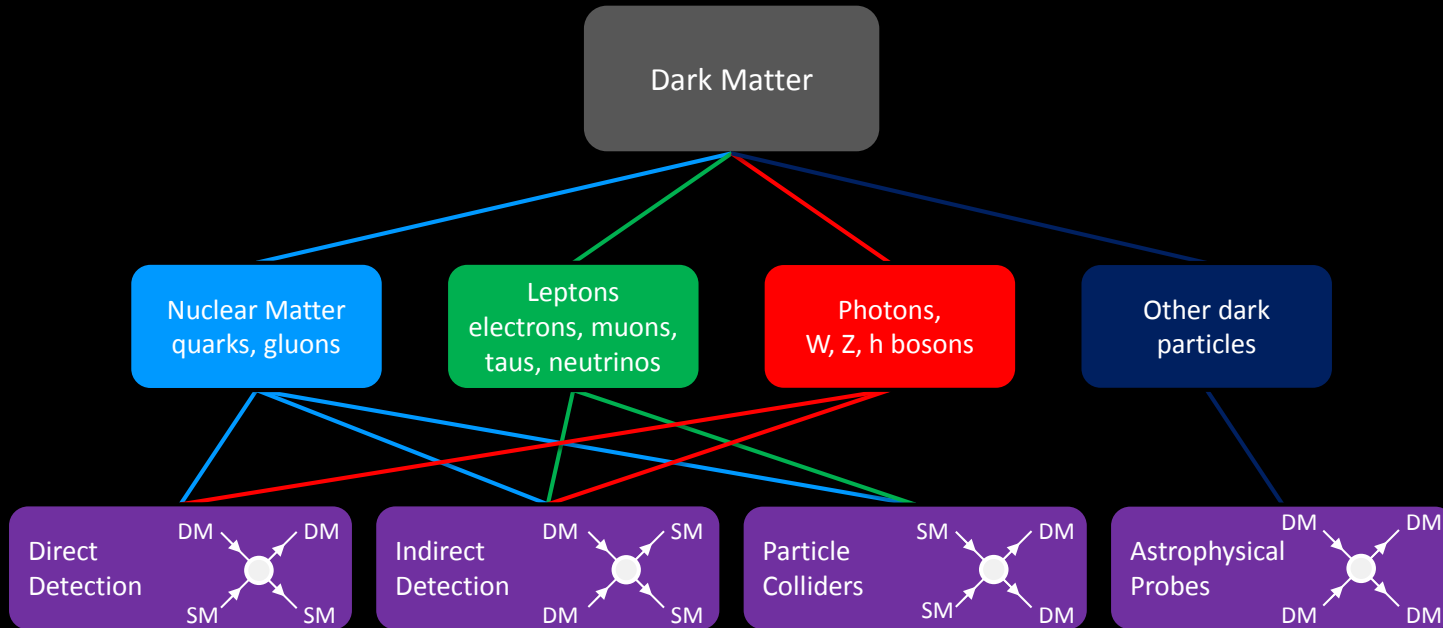 Dark Matter
Nuclear Matter
quarks, gluons
Leptons
electrons, muons,
taus, neutrinos
Photons,
W, Z, h bosons
Other dark
particles
Direct
Detection
DM
DM
SM
SM
Indirect
Detection
DM
SM
DM
SM
Particle
Colliders
SM
DM
SM
DM
Astrophysical
Probes
DM
DM
DM
DM